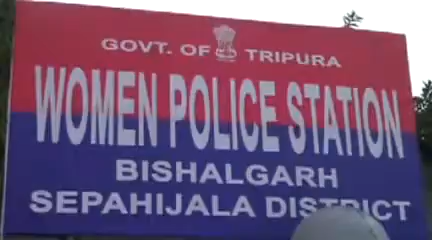 GOVT. OF TRIPURA
WOMEN POLICE STATION
BISHALGARH
SEPAHIJALA DISTRICT